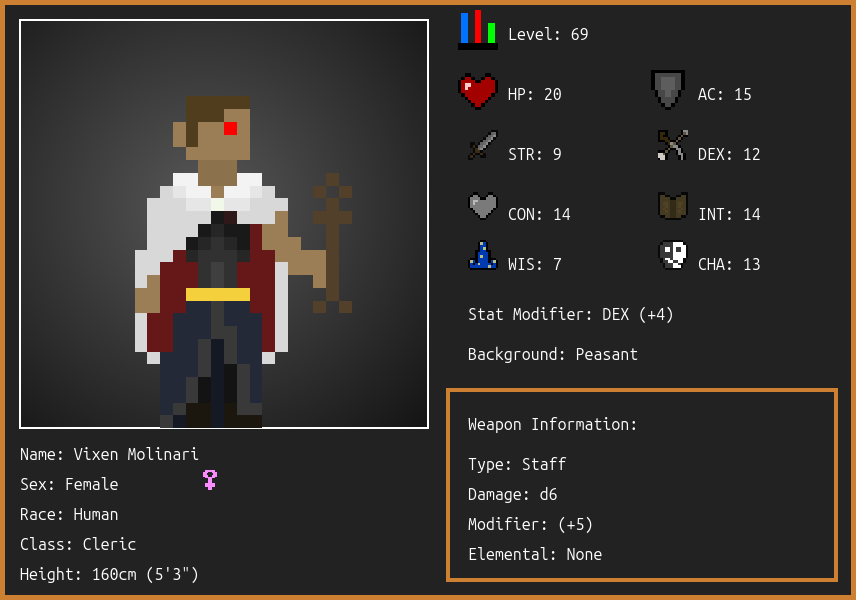 Level: 69
HP: 20
AC: 15
STR: 9
DEX: 12
CON: 14
INT: 14
WIS: 7
CHA: 13
Stat Modifier: DEX (+4)
Background: Peasant
Weapon Information:
Type: Staff
Damage: d6
Modifier: (+5)
Elemental: None
Name: Vixen Molinari
Sex: Female
Race: Human
Class: Cleric
Height: 160cm (5'3")